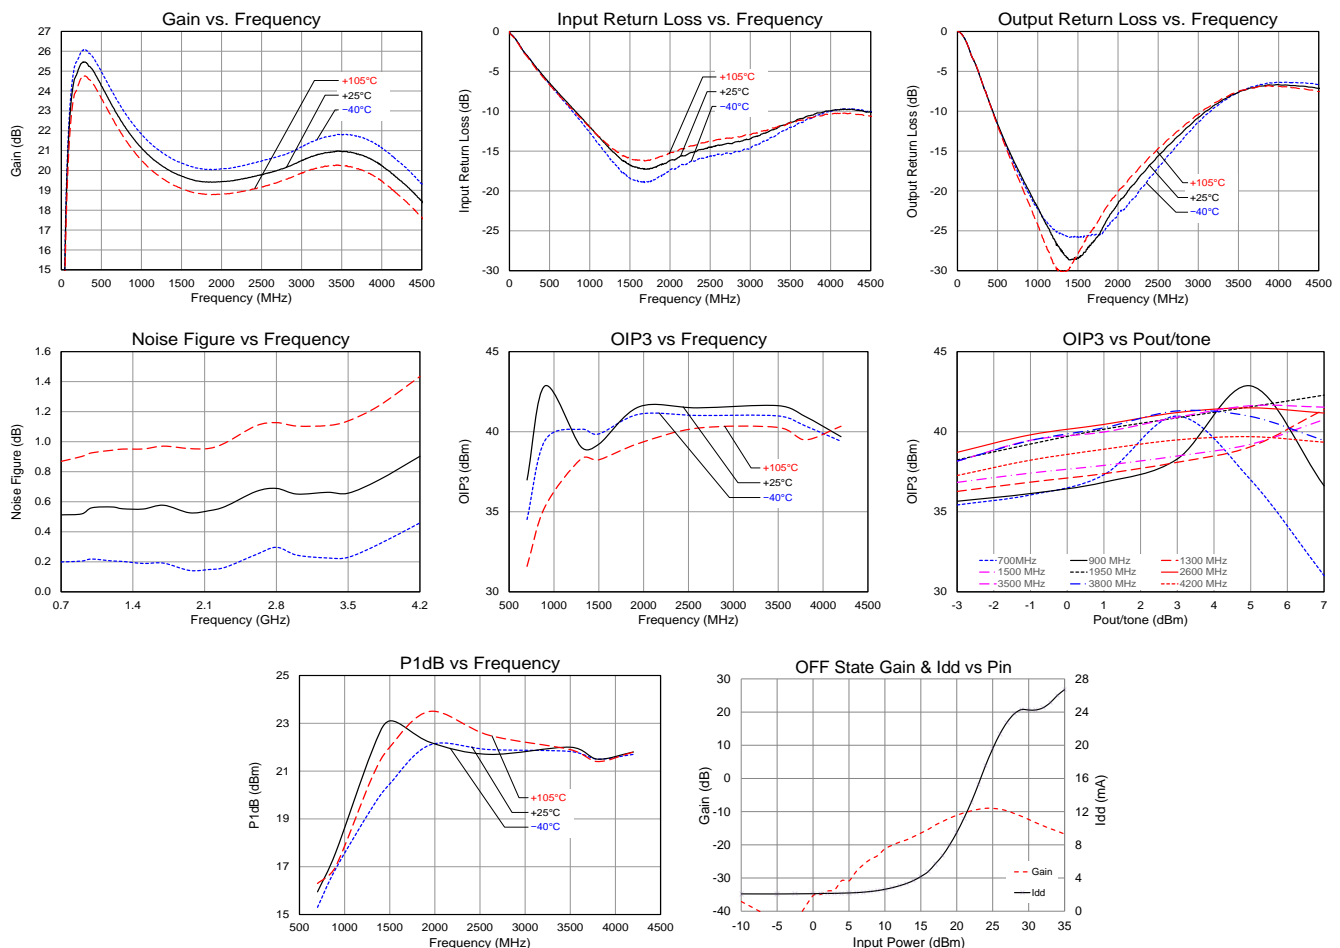 Gain vs. Frequency
27
26
25
24
23
22
21
20
19
18
17
16
15
Gain (dB)
+105°C
+25°C
−40°C
0 500 1000 1500 2000 2500 3000 3500 4000 4500
Frequency (MHz)
Input Return Loss vs. Frequency
0
-5
-10
-15
-20
-25
-30
Input Return Loss (dB)
+105°C
+25°C
−40°C
0 500 1000 1500 2000 2500 3000 3500 4000 4500
Frequency (MHz)
Output Return Loss vs. Frequency
0
-5
-10
-15
-20
-25
-30
Output Return Loss (dB)
+105°C
+25°C
−40°C
0 500 1000 1500 2000 2500 3000 3500 4000 4500
Frequency (MHz)
Noise Figure vs Frequency
1.6
1.4
1.2
1.0
0.8
0.6
0.4
0.2
0.0
Noise Figure (dB)
0.7 1.4 2.1 2.8 3.5 4.2
Frequency (GHz)
OIP3 vs Frequency
45
40
35
30
OIP3 (dBm)
+105°C
+25°C
−40°C
500 1000 1500 2000 2500 3000 3500 4000 4500
Frequency (MHz)
OIP3 vs Pout/tone
45
40
35
30
OIP3 (dBm)
700MHz 900 MHz 1300 MHz
1500 MHz 1950 MHz 2600 MHz
3500 MHz 3800 MHz 4200 MHz
-3 -2 -1 0 1 2 3 4 5 6 7
Pout/tone (dBm)
P1dB vs Frequency
25
23
21
19
17
15
P1dB (dBm)
+105°C
+25°C
−40°C
500 1000 1500 2000 2500 3000 3500 4000 4500
Frequency (MHz)
OFF State Gain & Idd vs Pin
30
20
10
0
-10
-20
-30
-40
Gain (dB)
28
24
20
16
12
8
4
0
Idd (mA)
Gain
Idd
-10 -5 0 5 10 15 20 25 30 35
Input Power (dBm)